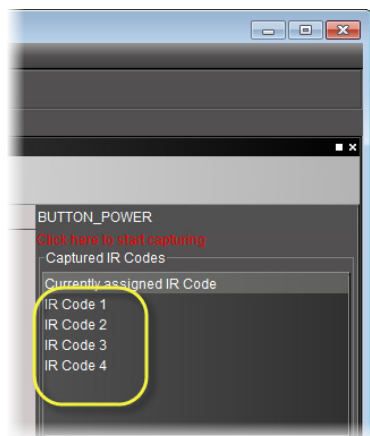 BUTTON_POWER
Click here to start capturing
Captured IR Codes
Currently assigned IR Code
IR Code 1
IR Code 2
IR Code 3
IR Code 4